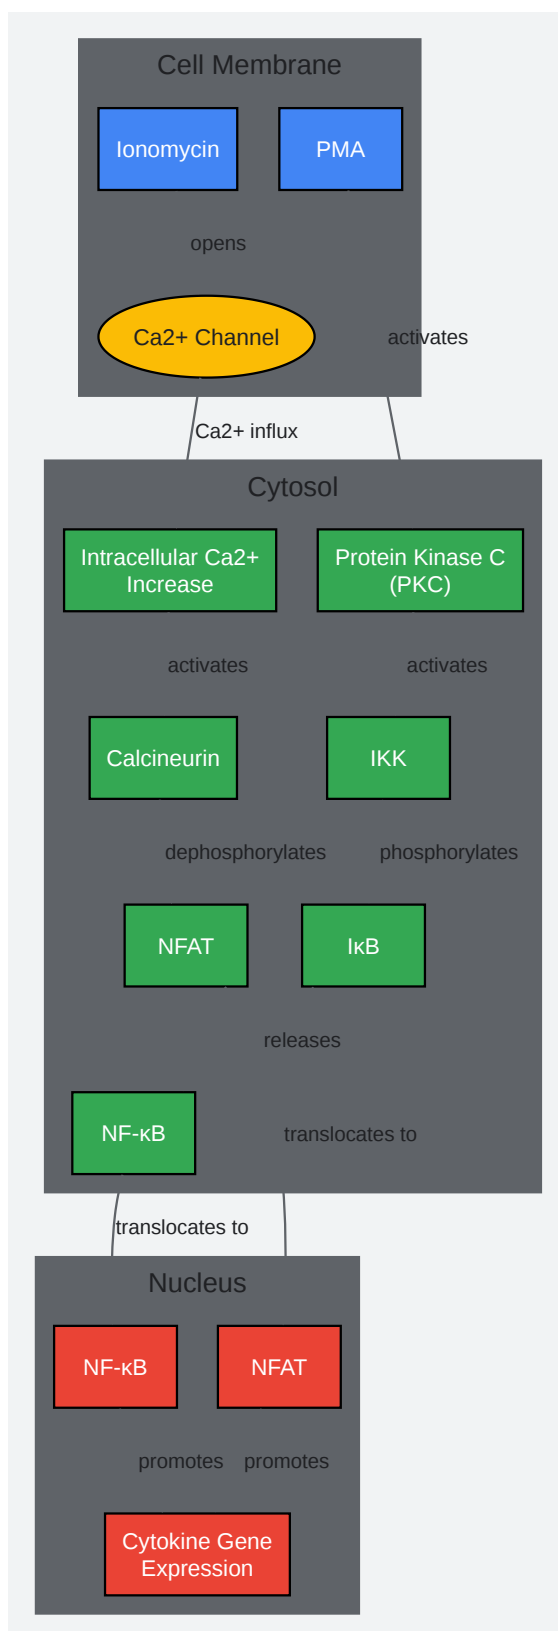 Cell Membrane
Ionomycin
PMA
opens
Ca2+ Channel
activates
Ca2+ influx
Cytosol
Intracellular Ca2+
Increase
Protein Kinase C
(PKC)
activates
activates
Calcineurin
IKK
dephosphorylates
phosphorylates
NFAT
IκB
releases
NF-κB
translocates to
translocates to
Nucleus
NF-κB
NFAT
promotes
promotes
Cytokine Gene
Expression